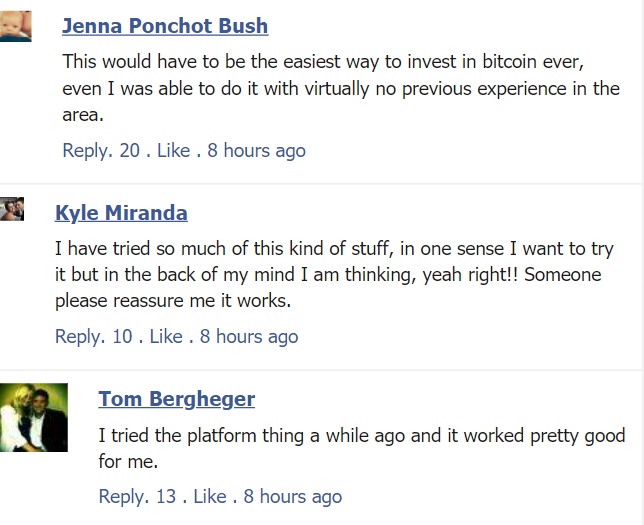 Jenna Ponchot Bush
This would have to be the easiest way to invest in bitcoin ever,
even I was able to do it with virtually no previous experience in the
area.
Reply. 20 . Like . 8 hours ago
Kyle Miranda
I have tried so much of this kind of stuff, in one sense I want to try
it but in the back of my mind I am thinking, yeah right!! Someone
please reassure me it works.
Reply. 10 . Like . 8 hours ago
Tom Bergheger
I tried the platform thing a while ago and it worked pretty good
for me.
Reply. 13 . Like . 8 hours ago